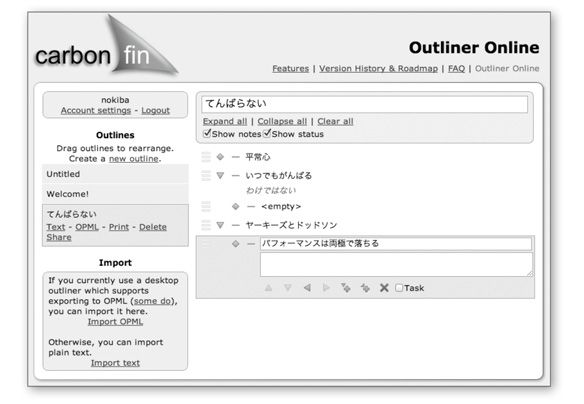 carbon fin
Outliner Online
Features | Version History & Roadmap | FAQ | Outliner Online
nokiba
Account settings - Logout
Outlines
Drag outlines to rearrange.
Create a new outline.
Untitled
Welcome!
てんぱらない
Text - OPML - Print - Delete
Share
Import
If you currently use a desktop
outliner which supports
exporting to OPML (some do),
you can import it here.
Import OPML
Otherwise, you can import
plain text.
Import text
てんぱらない
Expand all | Collapse all | Clear all
Show notes Show status
平常心
いつでもがんばる
わけではない
<empty>
ヤーキーズとドッドソン
パフォーマンスは両極で落ちる
Task